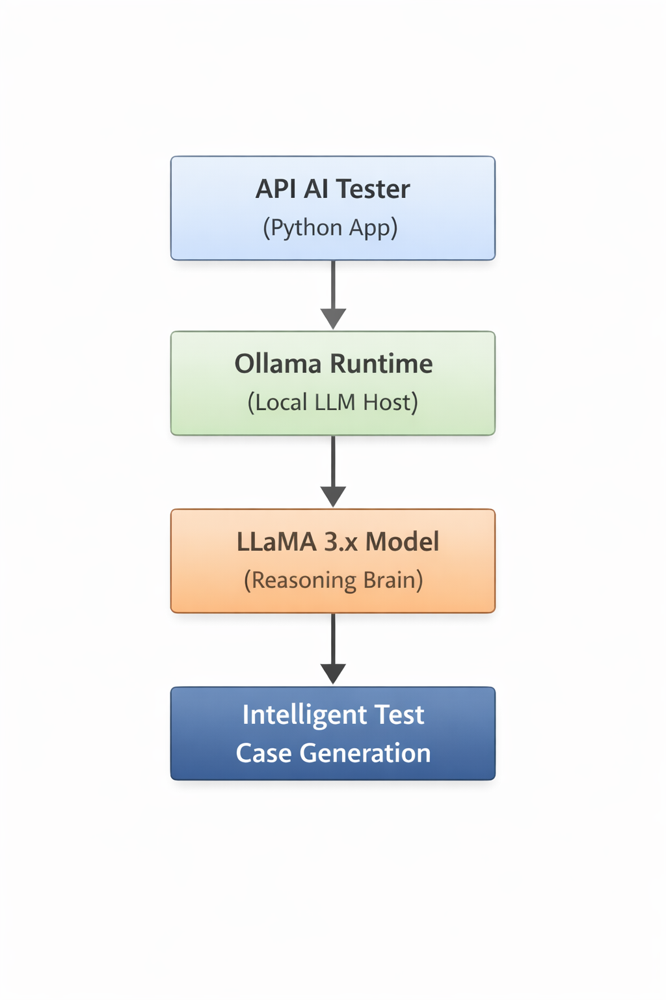 API AI Tester
(Python App)
Ollama Runtime
(Local LLM Host)
LLaMA 3.x Model
(Reasoning Brain)
Intelligent Test
Case Generation